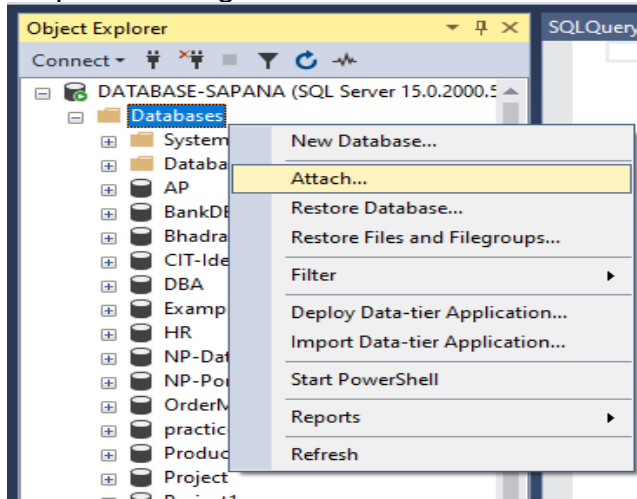 Object Explorer
SQLQuery
Connect
DATABASE-SAPANA (SQL Server 15.0.2000.5
Databases
System
Databa
AP
BankDB
Bhadra
CIT-Ide
DBA
Examp
HR
NP-Dat
NP-Por
OrderM
practic
Produc
Project
New Database...
Attach...
Restore Database...
Restore Files and Filegroups...
Filter
Deploy Data-tier Application...
Import Data-tier Application...
Start PowerShell
Reports
Refresh